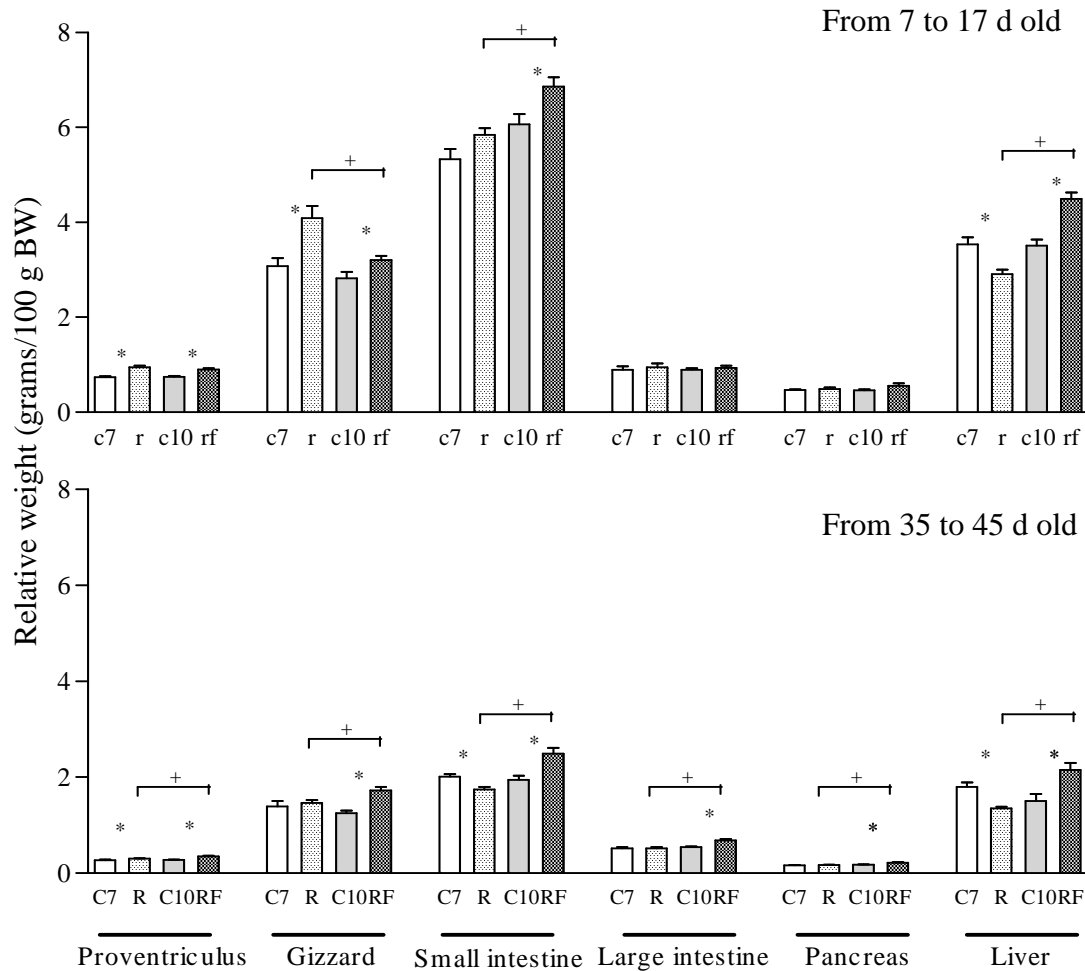 From 7 to 17 d old
Relative weight (grams/100 g BW)
8
6
4
2
0
+
+
+
* * * * * * *
c7 r c10 rf c7 r c10 rf c7 r c10 rf c7 r c10 rf c7 r c10 rf c7 r c10 rf
From 35 to 45 d old
8
6
4
2
0
+ + + + + +
* * * * * * * * *
C7 R C10RF C7 R C10RF C7 R C10RF C7 R C10RF C7 R C10RF C7 R C10RF
Proventriculus Gizzard Small intestine Large intestine Pancreas Liver